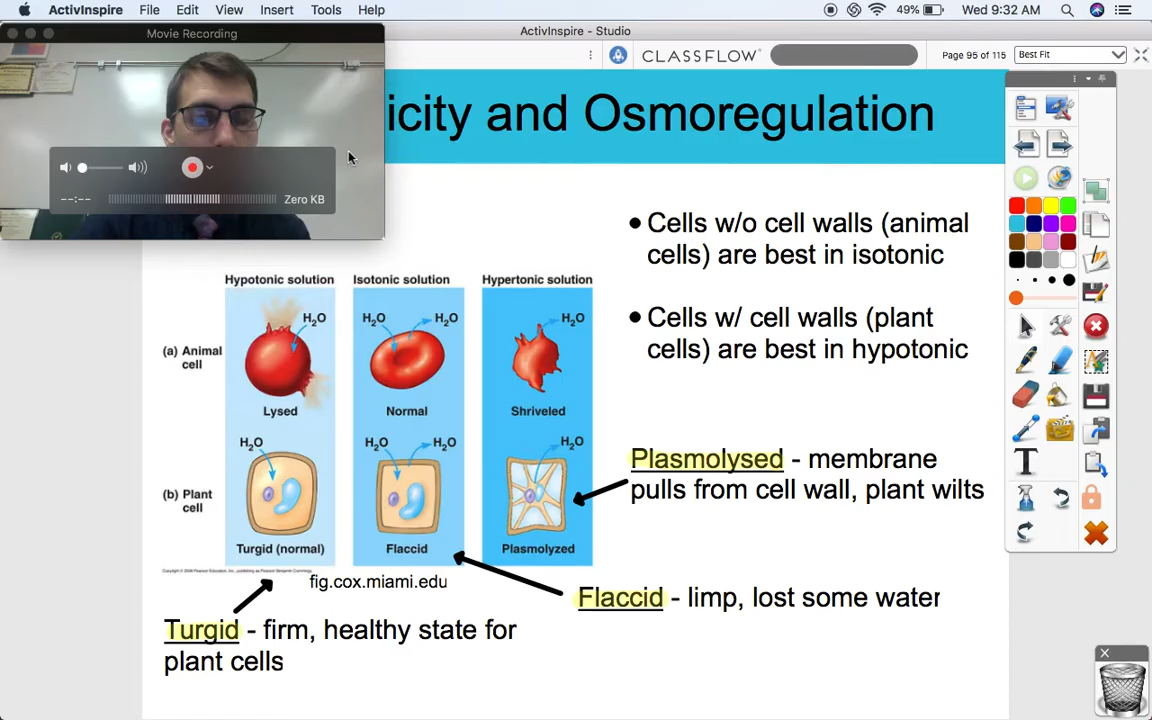 ActivInspire File Edit View Insert Tools Help 49% Wed 9:32 AM
Movie Recording
ActivInspire - Studio
CLASSFLOW
Page 95 of 115
Best Fit
--:--
Zero KB
icity and Osmoregulation
• Cells w/o cell walls (animal
cells) are best in isotonic
• Cells w/ cell walls (plant
cells) are best in hypotonic
Hypotonic solution Isotonic solution Hypertonic solution
H₂O H₂O H₂O H₂O
(a) Animal
cell
Lysed Normal Shriveled
H₂O H₂O H₂O H₂O
(b) Plant
cell
Turgid (normal) Flaccid Plasmolyzed
Plasmolysed - membrane
pulls from cell wall, plant wilts
fig.cox.miami.edu
Flaccid - limp, lost some water
Turgid - firm, healthy state for
plant cells
T